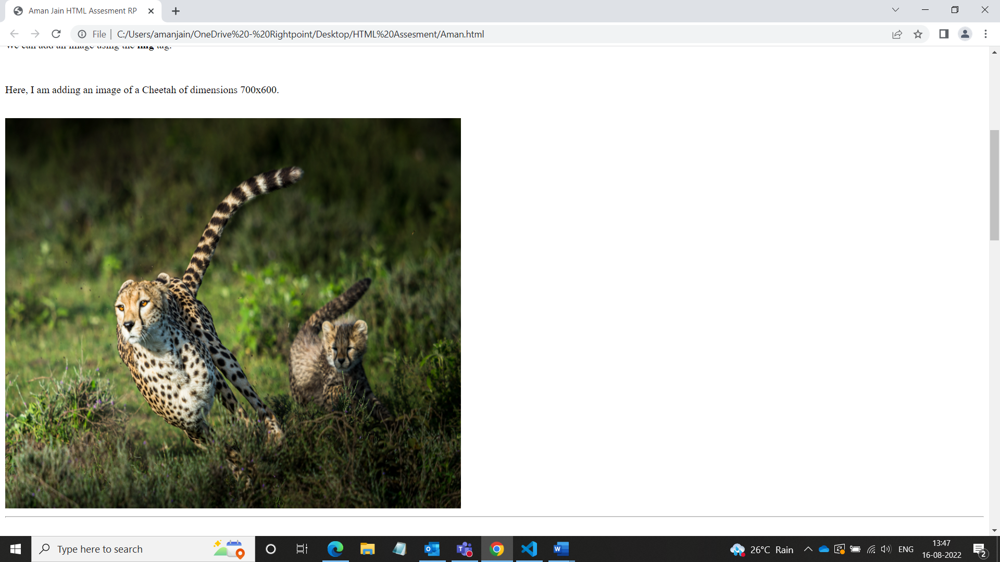 Aman Jain HTML Assesment RP
File | C:/Users/amanjain/OneDrive%20-%20Rightpoint/Desktop/HTML%20Assesment/Aman.html
We can add an image using the img tag.
Here, I am adding an image of a Cheetah of dimensions 700x600.
Type here to search
26°C Rain
ENG
13:47
16-08-2022
2